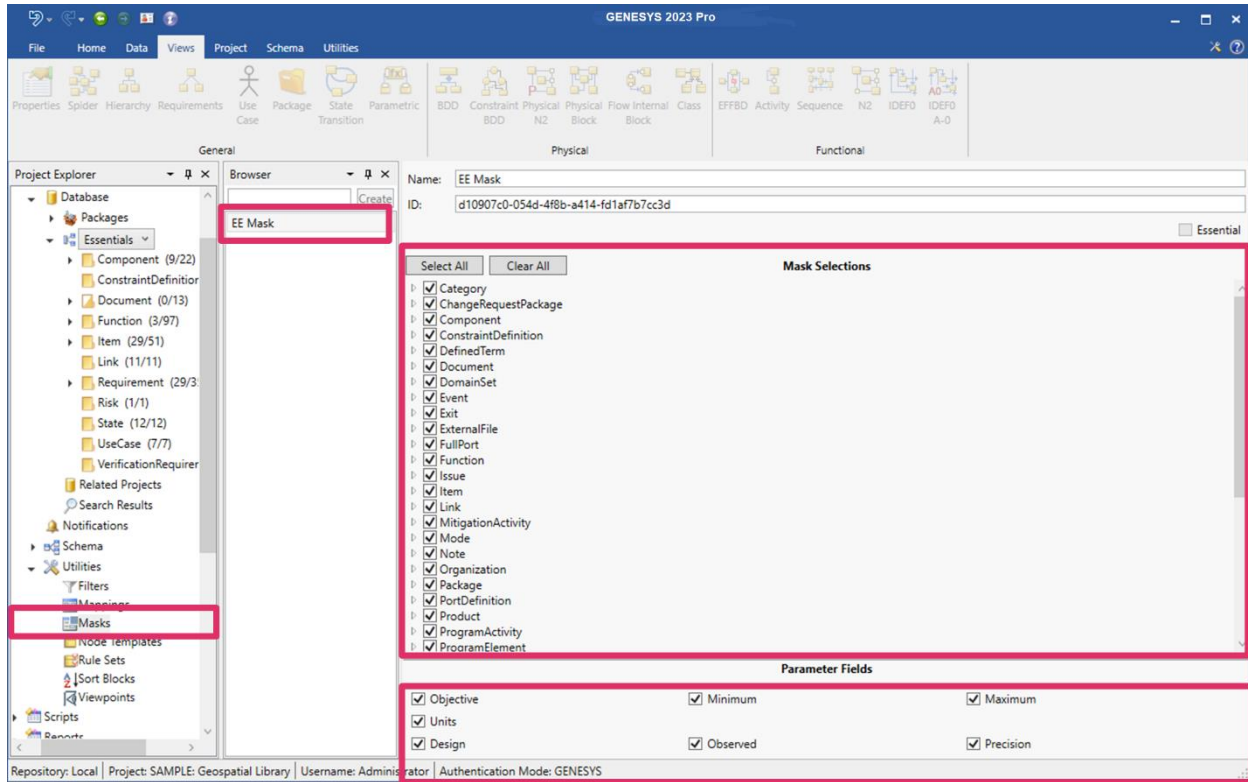 GENESYS 2023 Pro
File Home Data Views Project Schema Utilities
Properties Spider Hierarchy Requirements Use Case Package State Transition Parametric BDD Constraint BDD Physical N2 Physical Block Flow Internal Block Class EFFBD Activity Sequence N2 IDEF0 IDEF0 A-0
General Physical Functional
Project Explorer
Database
Packages
Essentials
Component (9/22)
ConstraintDefinition
Document (0/13)
Function (3/97)
Item (29/51)
Link (11/11)
Requirement (29/3
Risk (1/1)
State (12/12)
UseCase (7/7)
VerificationRequirer
Related Projects
Search Results
Notifications
Schema
Utilities
Filters
Mappings
Masks
Node Templates
Rule Sets
Sort Blocks
Viewpoints
Scripts
Reports
Browser
Create
EE Mask
Name: EE Mask
ID: d10907c0-054d-4f8b-a414-fd1af7b7cc3d
Essential
Select All Clear All Mask Selections
Category
ChangeRequestPackage
Component
ConstraintDefinition
DefinedTerm
Document
DomainSet
Event
Exit
ExternalFile
FullPort
Function
Issue
Item
Link
MitigationActivity
Mode
Note
Organization
Package
PortDefinition
Product
ProgramActivity
ProgramElement
Parameter Fields
Objective Minimum Maximum
Units
Design Observed Precision
Repository: Local Project: SAMPLE: Geospatial Library Username: Administrator Authentication Mode: GENESYS